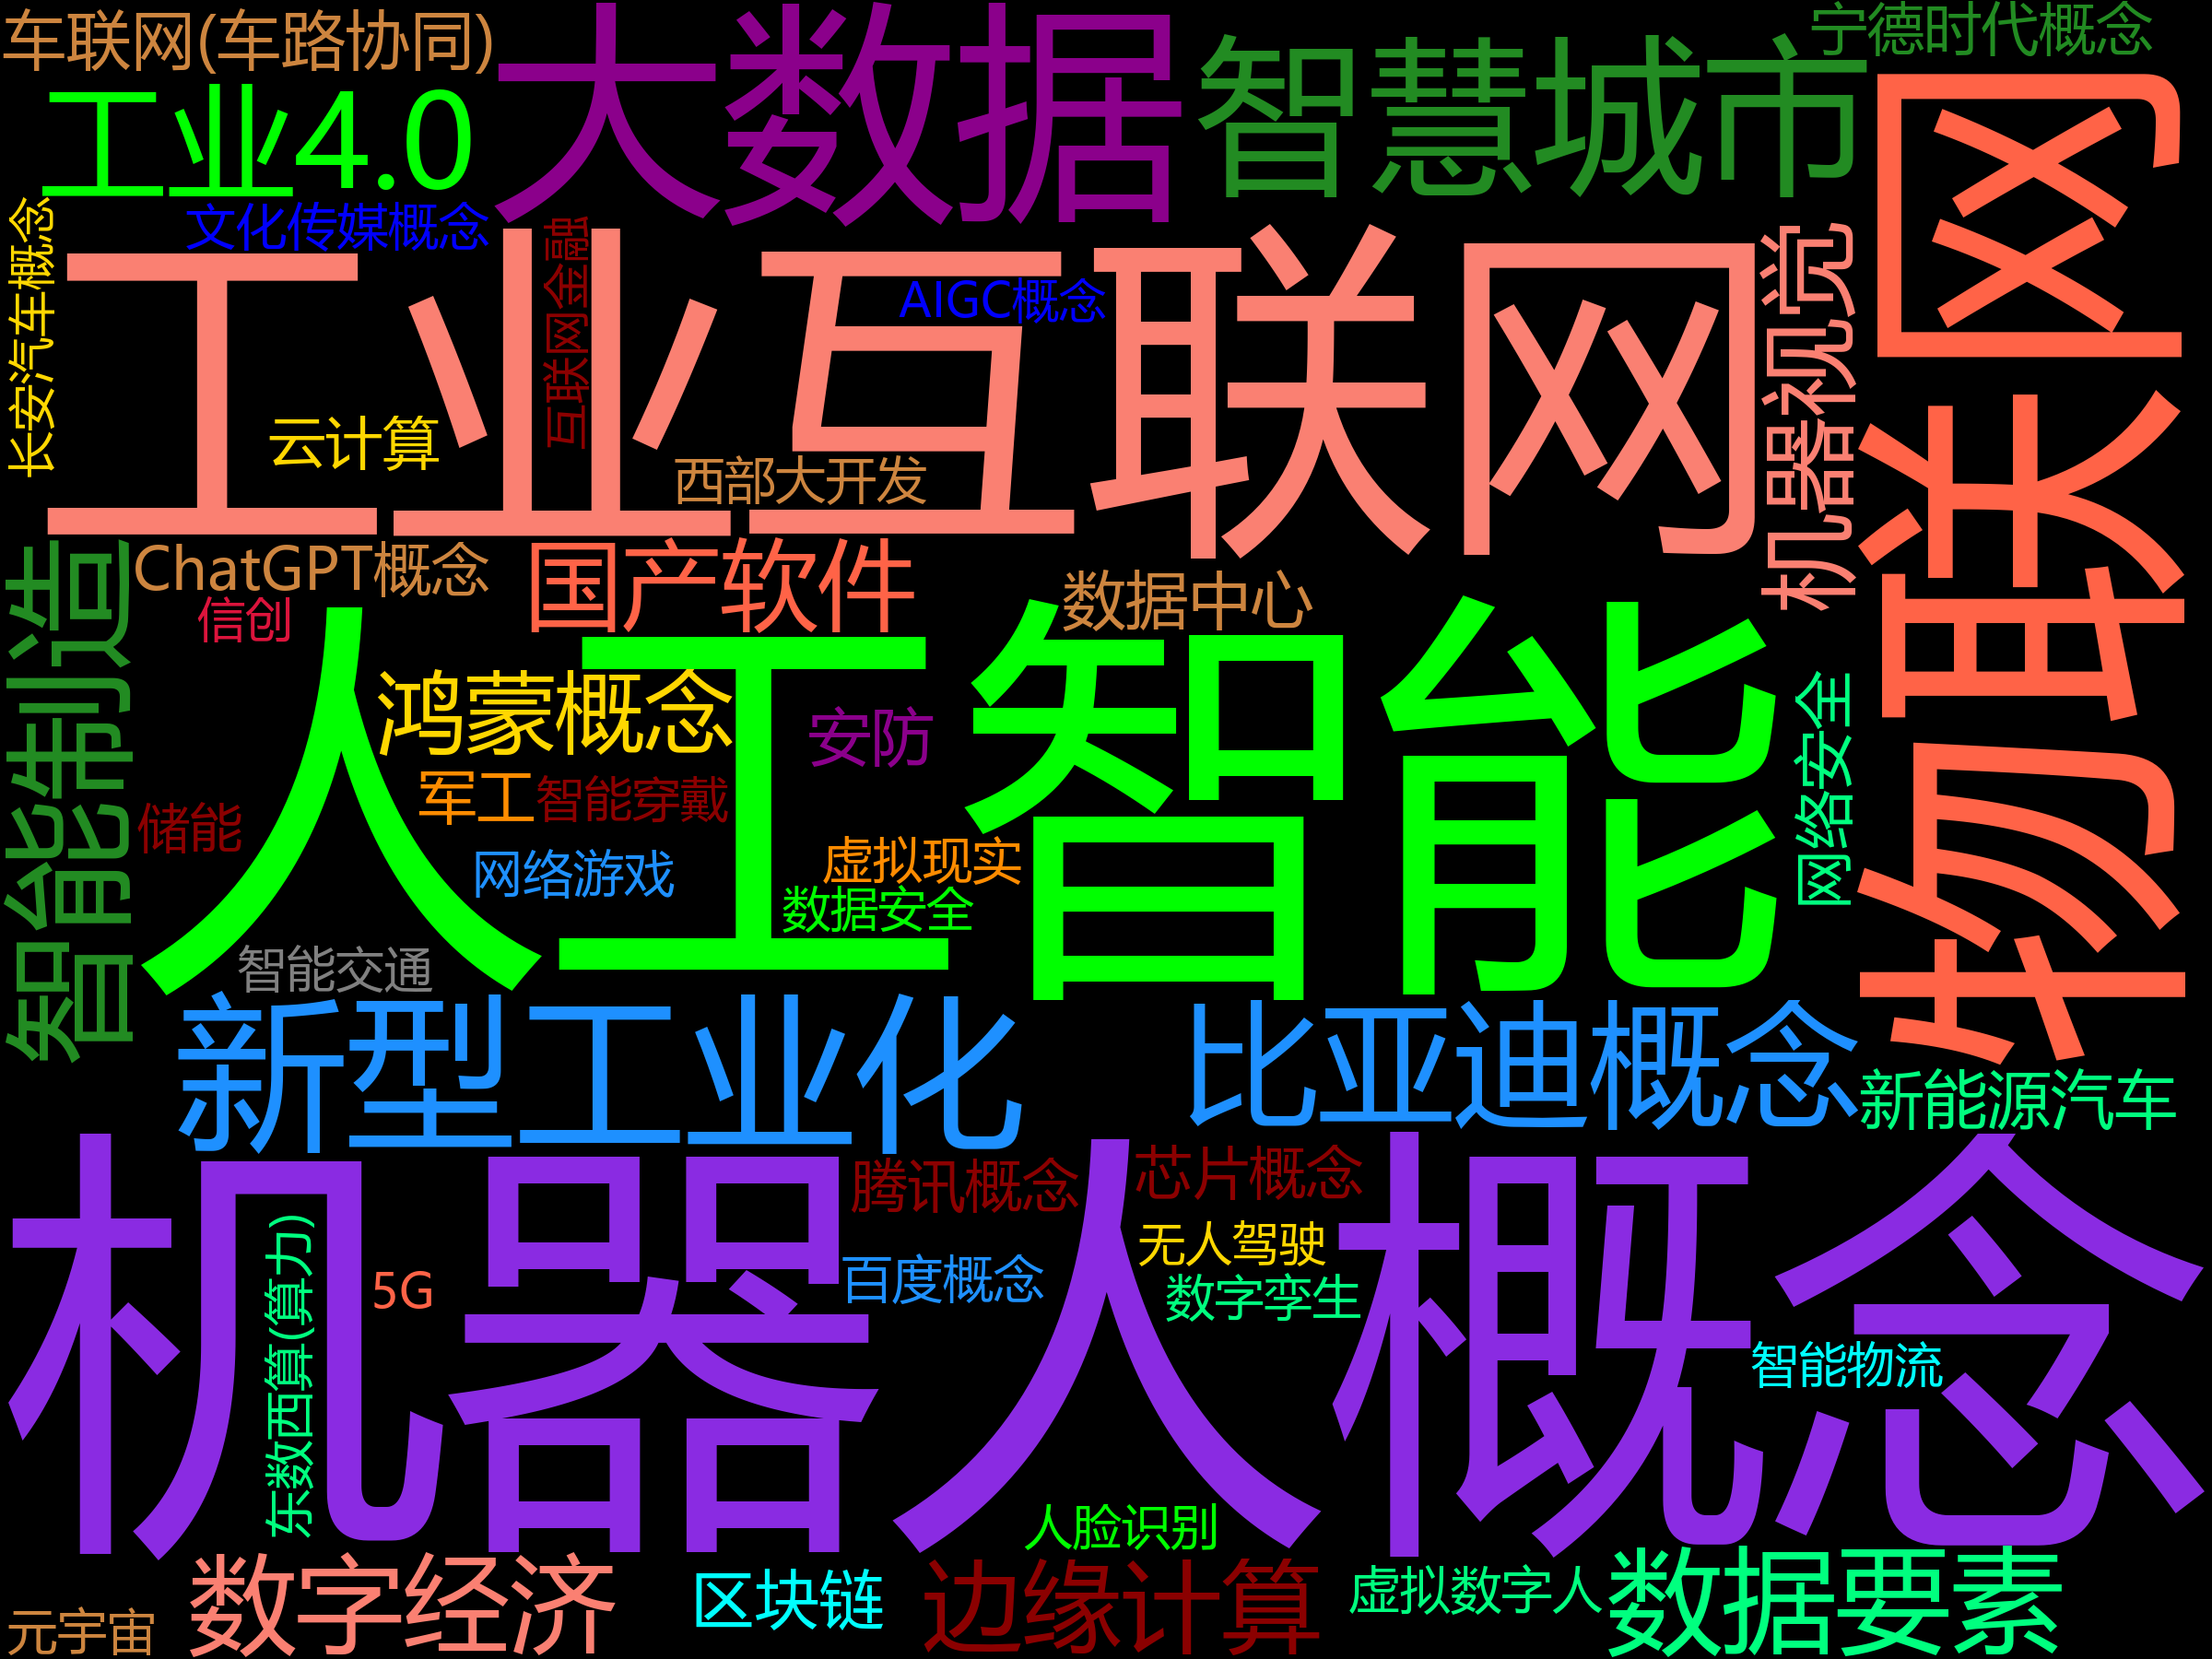 车联网(车路协同)
大数据
智慧城市
宁德时代概念
工业4.0
文化传媒概念
长安汽车概念
工业互联网
互联网金融
AIGC概念
机器视觉
物联网
云计算
西部大开发
ChatGPT概念
国产软件
数据中心
信创
智能制造
人工智能
鸿蒙概念
安防
网络安全
军工
智能穿戴
储能
虚拟现实
网络游戏
数据安全
智能交通
新型工业化
比亚迪概念
新能源汽车
机器人概念
腾讯概念
芯片概念
无人驾驶
百度概念
数字孪生
5G
东数西算(算力)
智能物流
人脸识别
数字经济
区块链
边缘计算
虚拟数字人
数据要素
元宇宙